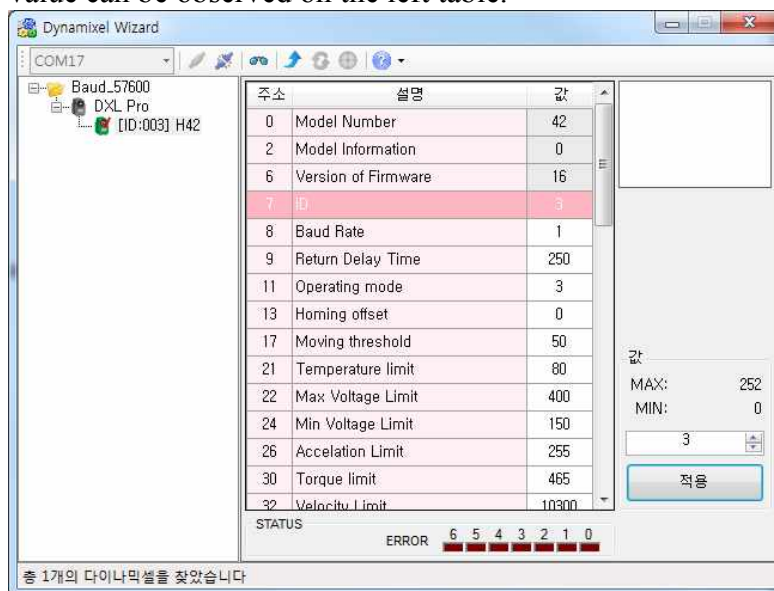 value can be observed on the left table.
Dynamixel Wizard
COM17
Baud_57600
DXL Pro
[ID:003] H42
주소 설명 값
0 Model Number 42
2 Model Information 0
6 Version of Firmware 16
7 ID 3
8 Baud Rate 1
9 Return Delay Time 250
11 Operating mode 3
13 Homing offset 0
17 Moving threshold 50
21 Temperature limit 80
22 Max Voltage Limit 400
24 Min Voltage Limit 150
26 Accelation Limit 255
30 Torque limit 465
32 Velocity Limit 10300
값
MAX: 252
MIN: 0
3
적용
STATUS
ERROR 6 5 4 3 2 1 0
총 1개의 다이나믹셀을 찾았습니다